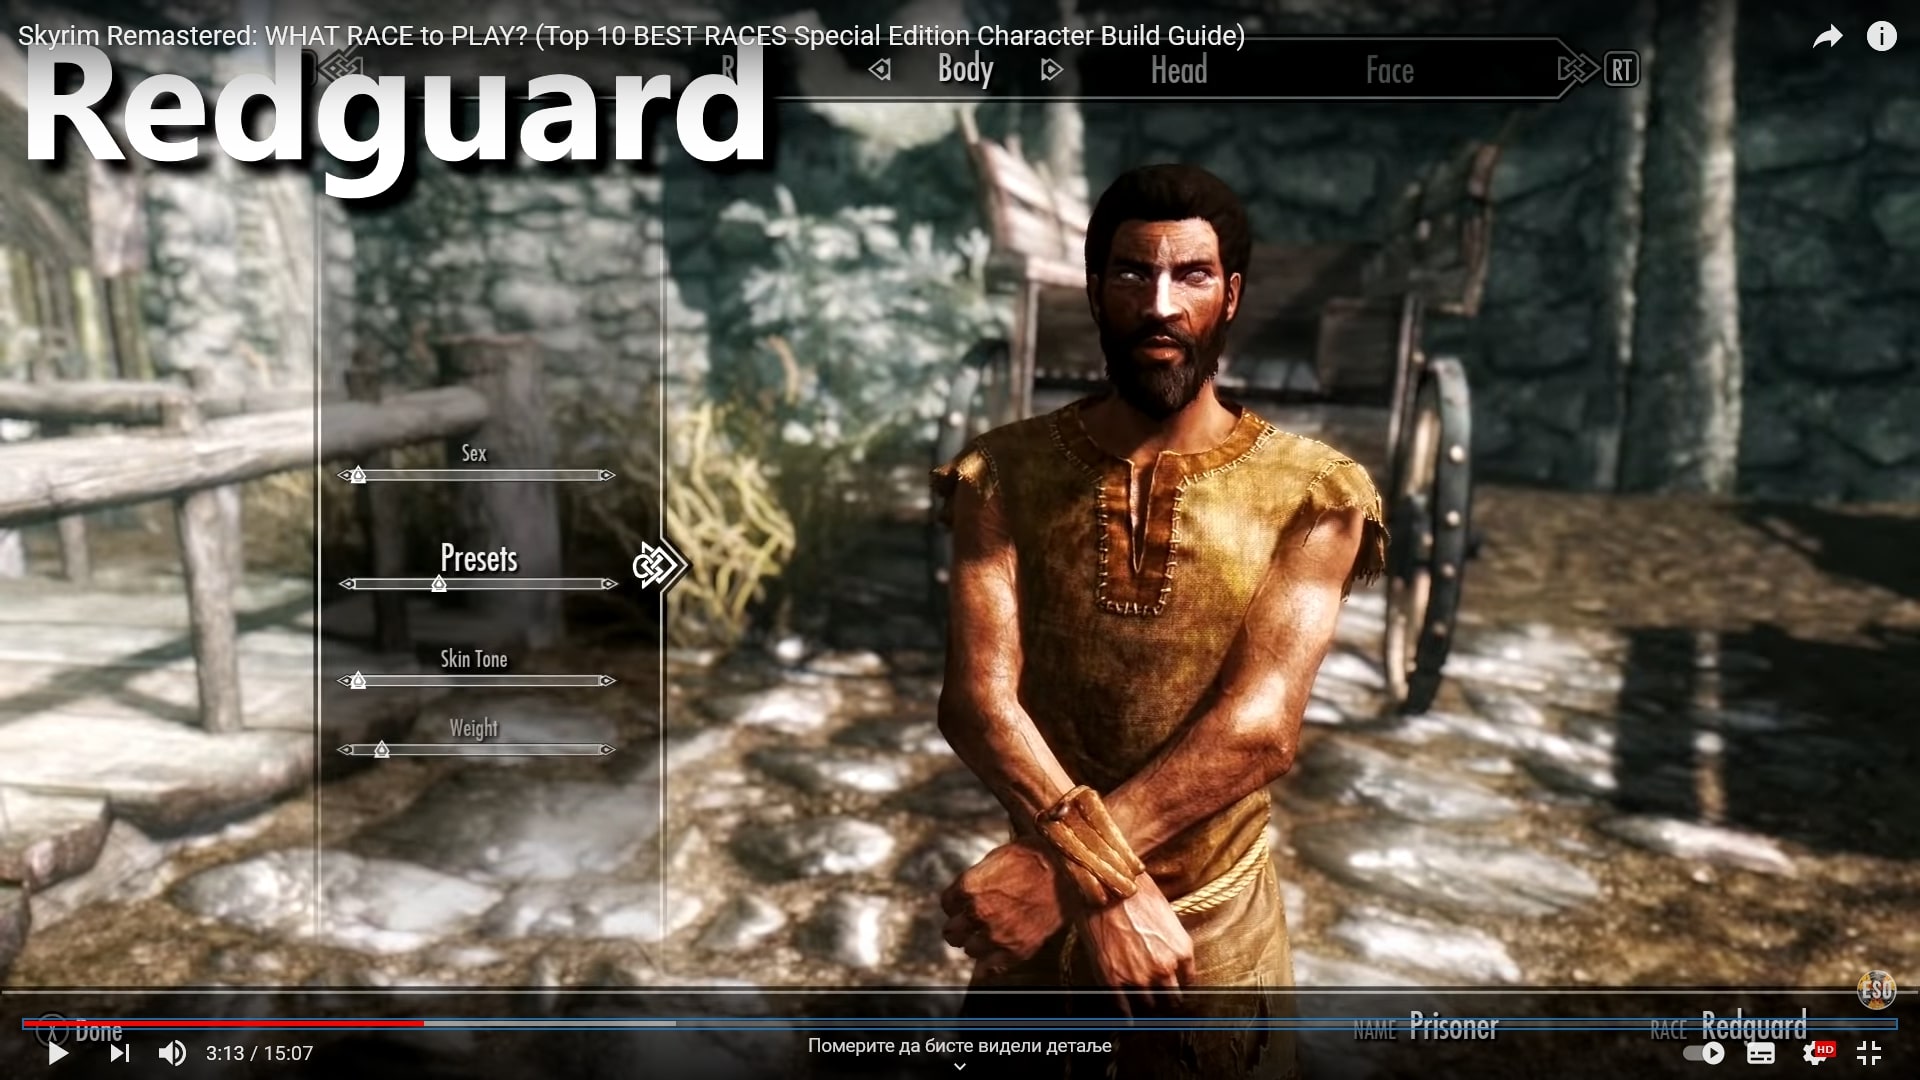 Skyrim Remastered: WHAT RACE to PLAY? (Top 10 BEST RACES Special Edition Character Build Guide)
Redguard
R Body Head Face RT
Sex
Presets
Skin Tone
Weight
ESO
X Done
NAME Prisoner RACE Redguard
3:13 / 15:07
Померите да бисте видели детаље
HD